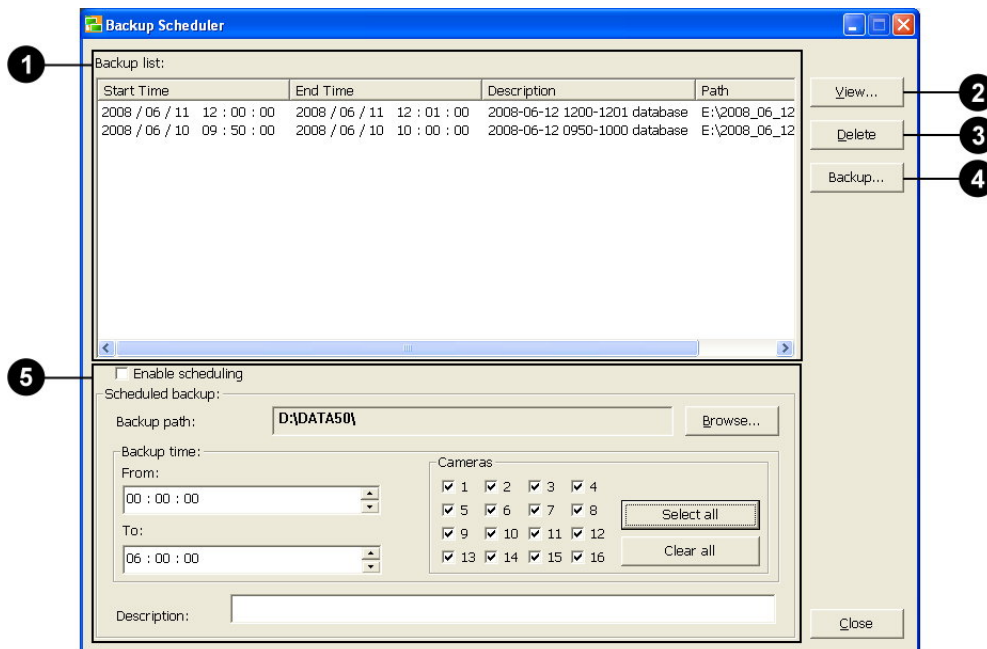 Backup Scheduler
1
Backup list:
Start Time End Time Description Path
2008 / 06 / 11 12 : 00 : 00 2008 / 06 / 11 12 : 01 : 00 2008-06-12 1200-1201 database E:\2008_06_12
2008 / 06 / 10 09 : 50 : 00 2008 / 06 / 10 10 : 00 : 00 2008-06-12 0950-1000 database E:\2008_06_12
View... 2
Delete 3
Backup... 4
5
Enable scheduling
Scheduled backup:
Backup path: D:\DATA50\ Browse...
Backup time:
From:
00 : 00 : 00
To:
06 : 00 : 00
Cameras
1 2 3 4
5 6 7 8
9 10 11 12
13 14 15 16
Select all
Clear all
Description:
Close